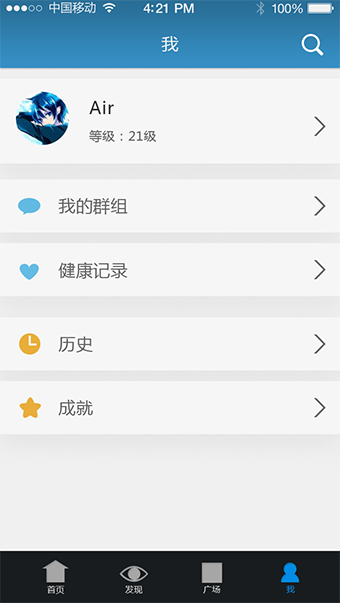 中国移动 4:21 PM 100%
我
Air
等级：21级
我的群组
健康记录
历史
成就
首页 发现 广场 我